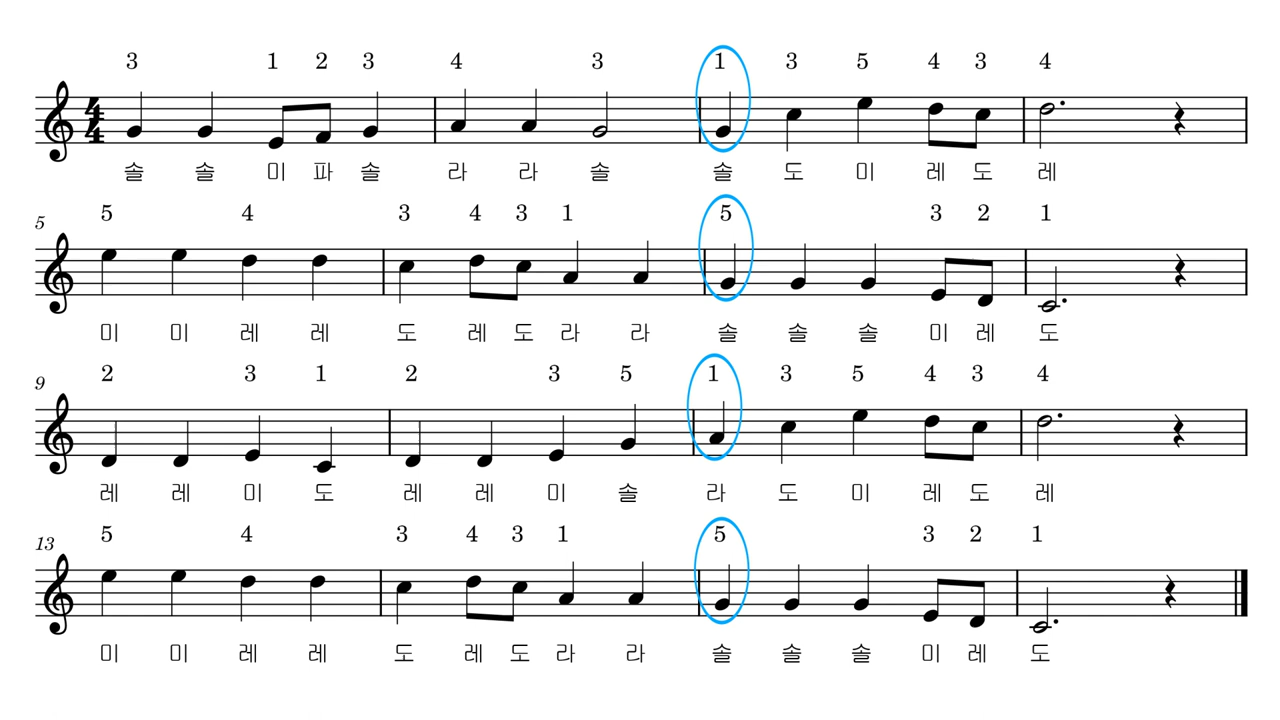 3 1 2 3 4 3 1 3 5 4 3 4
4 4
솔 솔 미 파 솔 라 라 솔 솔 도 미 레 도 레
5 5 4 3 4 3 1 5 3 2 1
미 미 레 레 도 레 도 라 라 솔 솔 솔 미 레 도
9 2 3 1 2 3 5 1 3 5 4 3 4
레 레 미 도 레 레 미 솔 라 도 미 레 도 레
13 5 4 3 4 3 1 5 3 2 1
미 미 레 레 도 레 도 라 라 솔 솔 솔 미 레 도